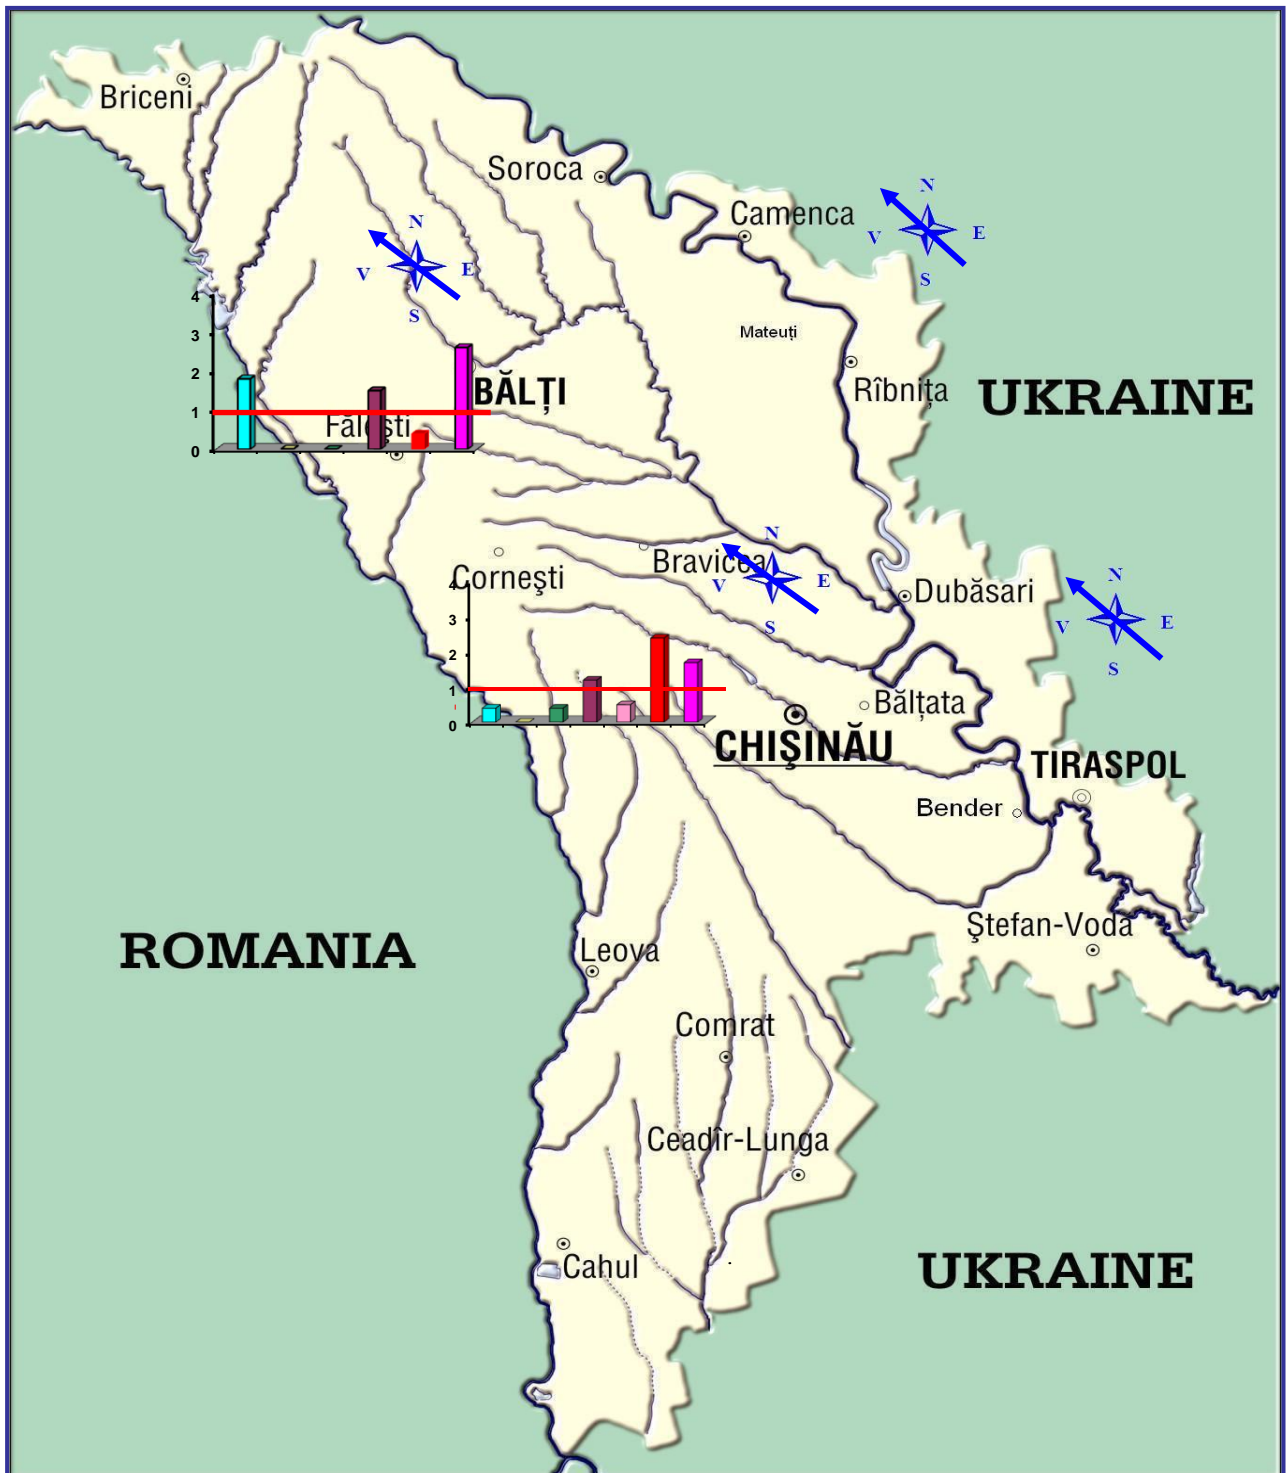 Briceni
Soroca
Camenca
N
V
E
S
N
V
E
S
Mateuți
Rîbnița
UKRAINE
4
3
2
1
0
BĂLȚI
Fălești
Cornești
Bravicea
N
V
E
S
Dubăsari
N
V
E
S
4
3
2
1
0
Bălțata
CHIȘINĂU
TIRASPOL
Bender
Ștefan-Voda
ROMANIA
Leova
Comrat
Ceadîr-Lunga
Cahul
UKRAINE